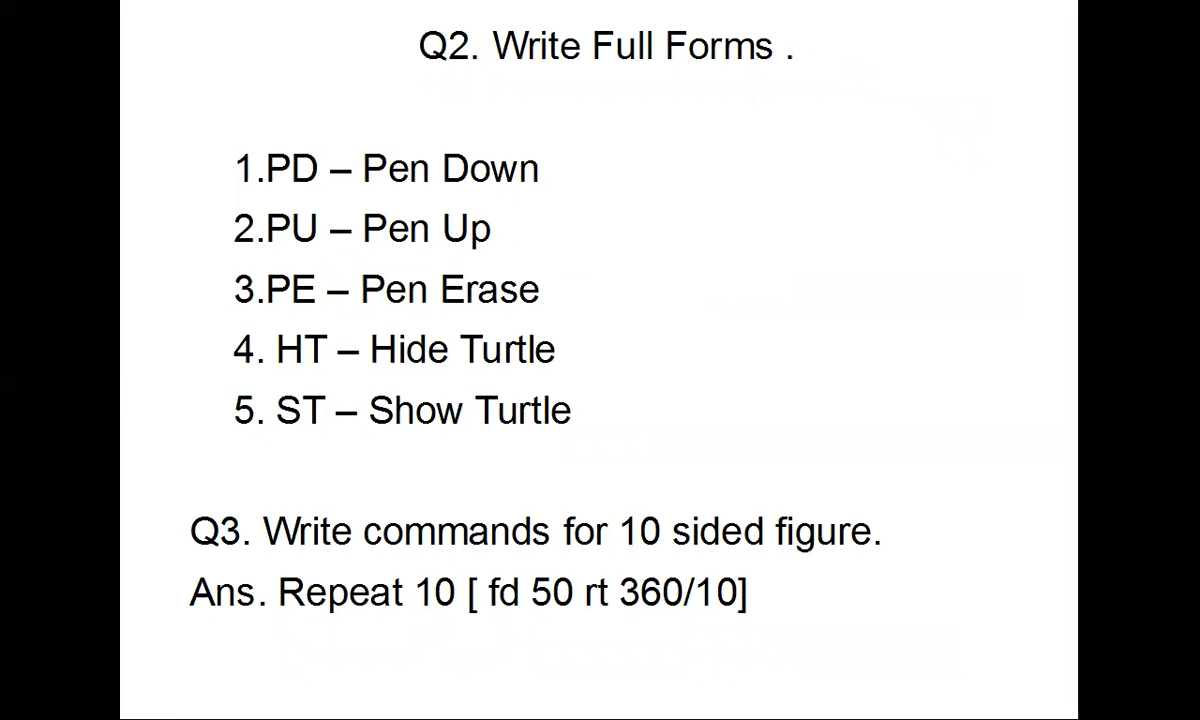 Q2. Write Full Forms .
1.PD – Pen Down
2.PU – Pen Up
3.PE – Pen Erase
4. HT – Hide Turtle
5. ST – Show Turtle
Q3. Write commands for 10 sided figure.
Ans. Repeat 10 [ fd 50 rt 360/10]